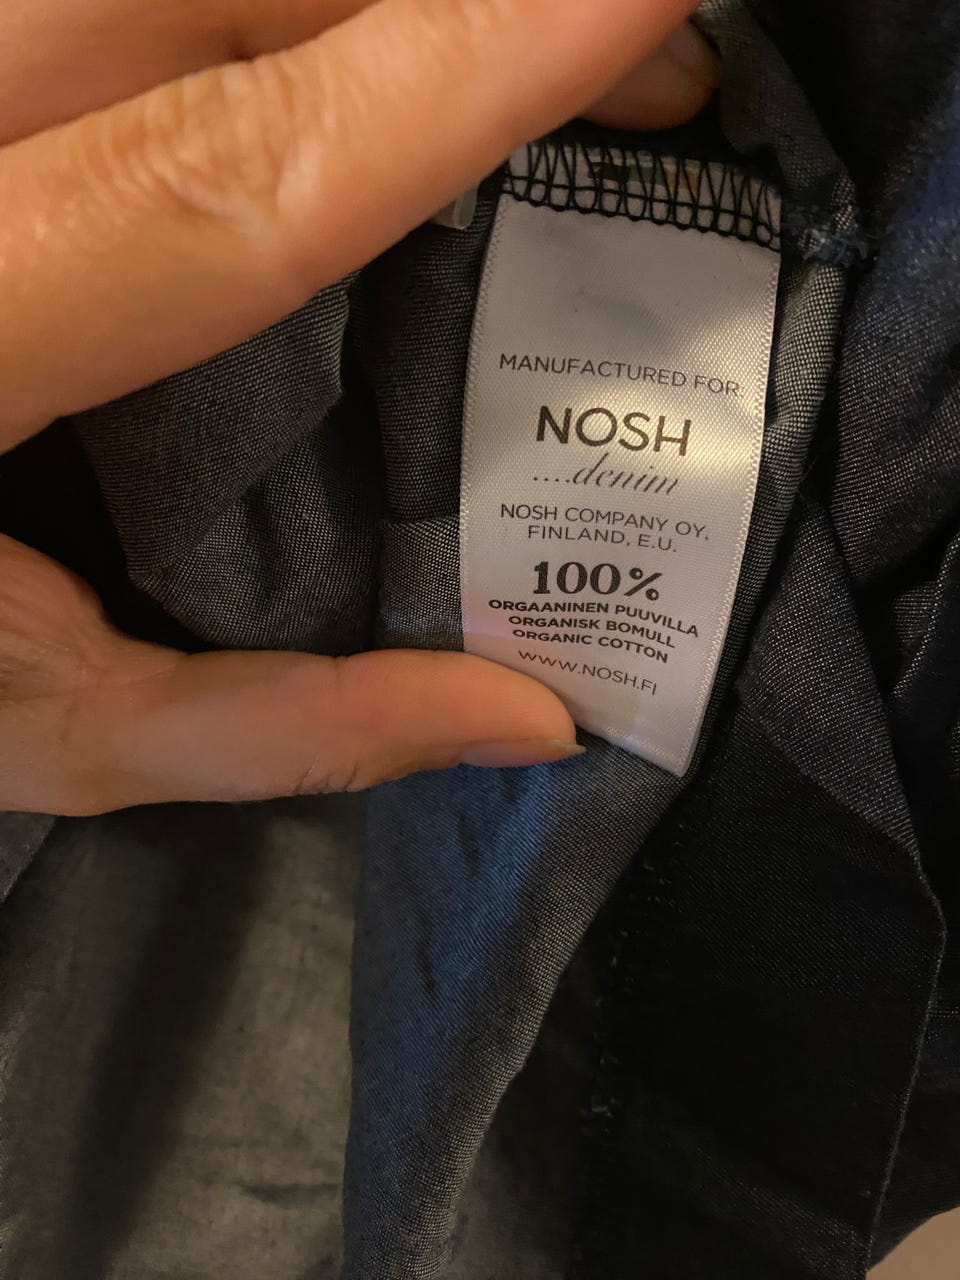 MANUFACTURED FOR:
NOSH
....denim
NOSH COMPANY OY.
FINLAND, E.U.
100%
ORGAANINEN PUUVILLA
ORGANISK BOMULL
ORGANIC COTTON
WWW.NOSH.FI